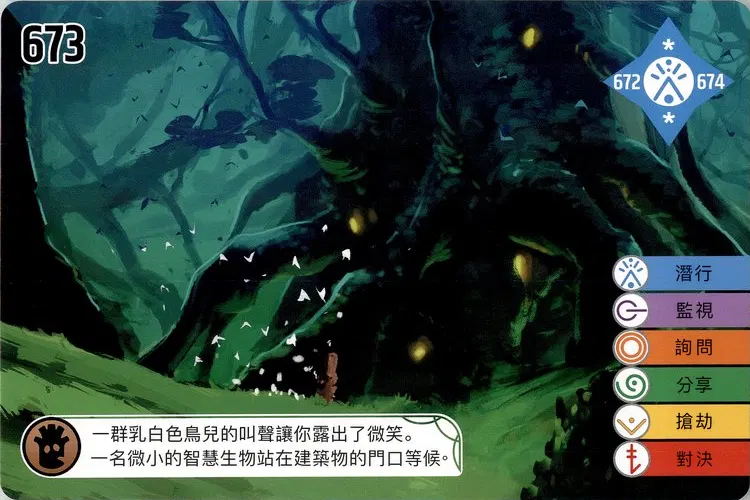 673
*
672 674
*
潛行
監視
詢問
分享
搶劫
對決
一群乳白色鳥兒的叫聲讓你露出了微笑。
一名微小的智慧生物站在建築物的門口等候。